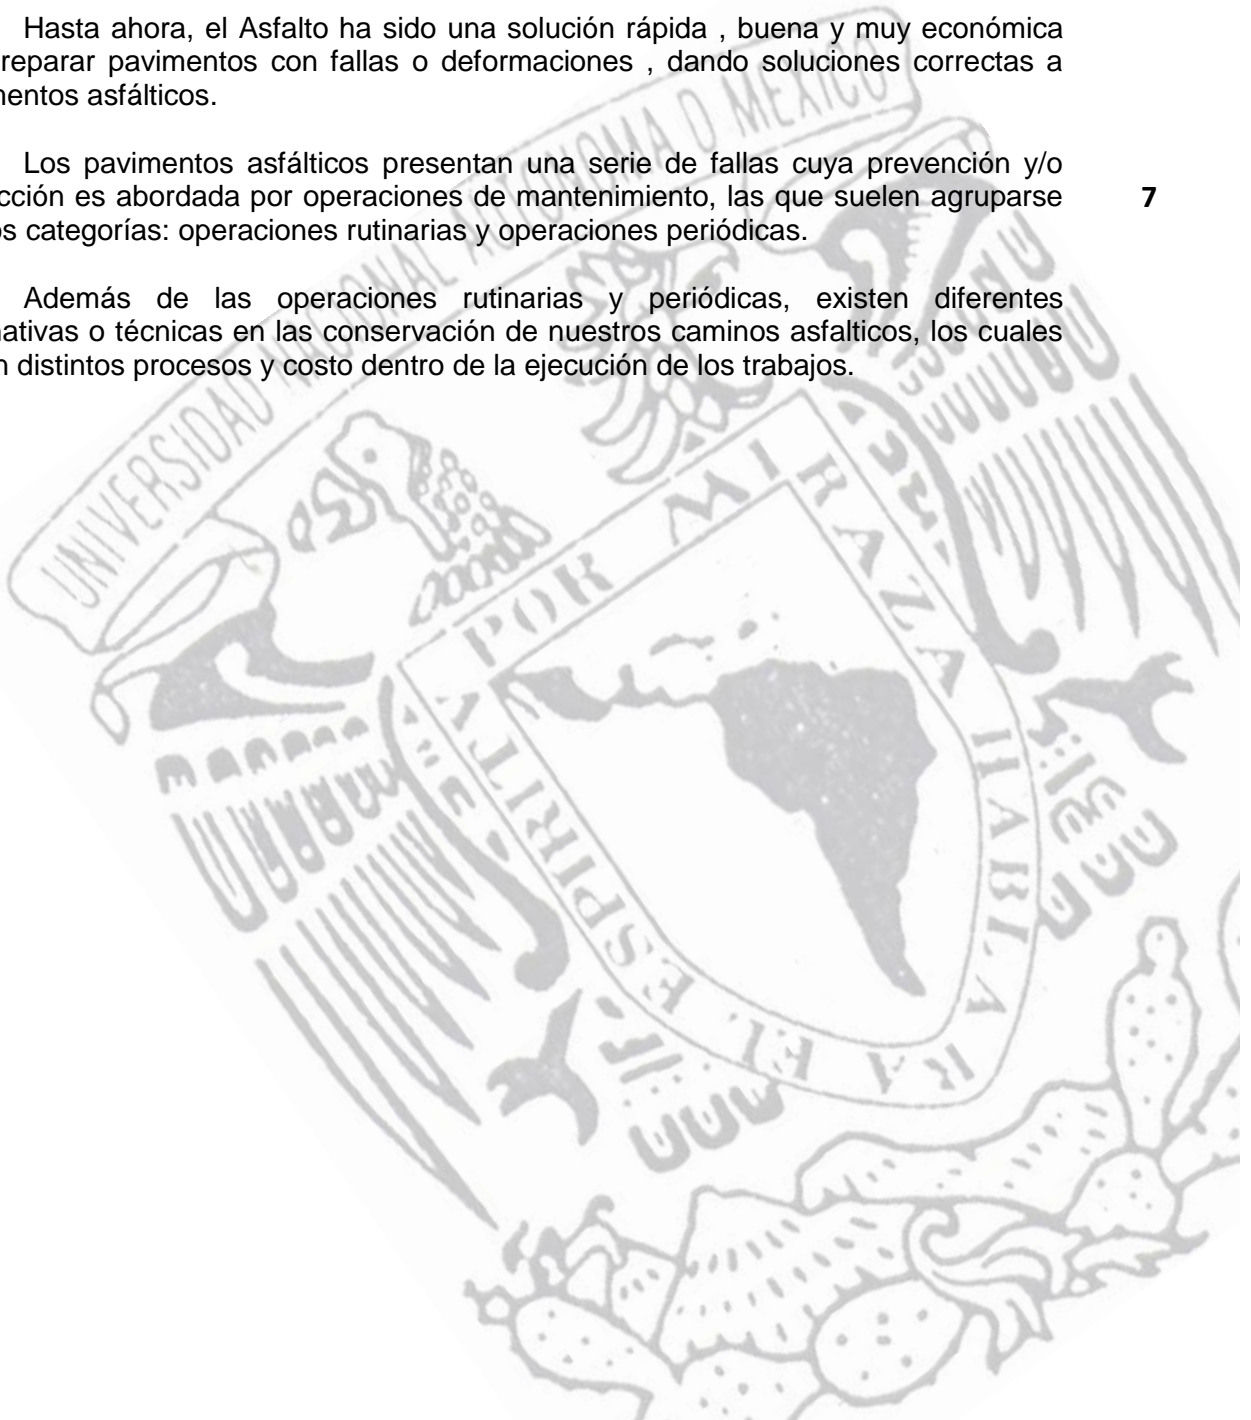 Hasta ahora, el Asfalto ha sido una solución rápida , buena y muy económica
reparar pavimentos con fallas o deformaciones , dando soluciones correctas a
mentos asfálticos.
Los pavimentos asfálticos presentan una serie de fallas cuya prevención y/o
cción es abordada por operaciones de mantenimiento, las que suelen agruparse
os categorías: operaciones rutinarias y operaciones periódicas.
7
Además de las operaciones rutinarias y periódicas, existen diferentes
nativas o técnicas en las conservación de nuestros caminos asfalticos, los cuales
n distintos procesos y costo dentro de la ejecución de los trabajos.
UNIVERSIDAD NACIONAL AUTONOMA D MEXICO
POR MI RAZA HABLARA EL ESPIRITV